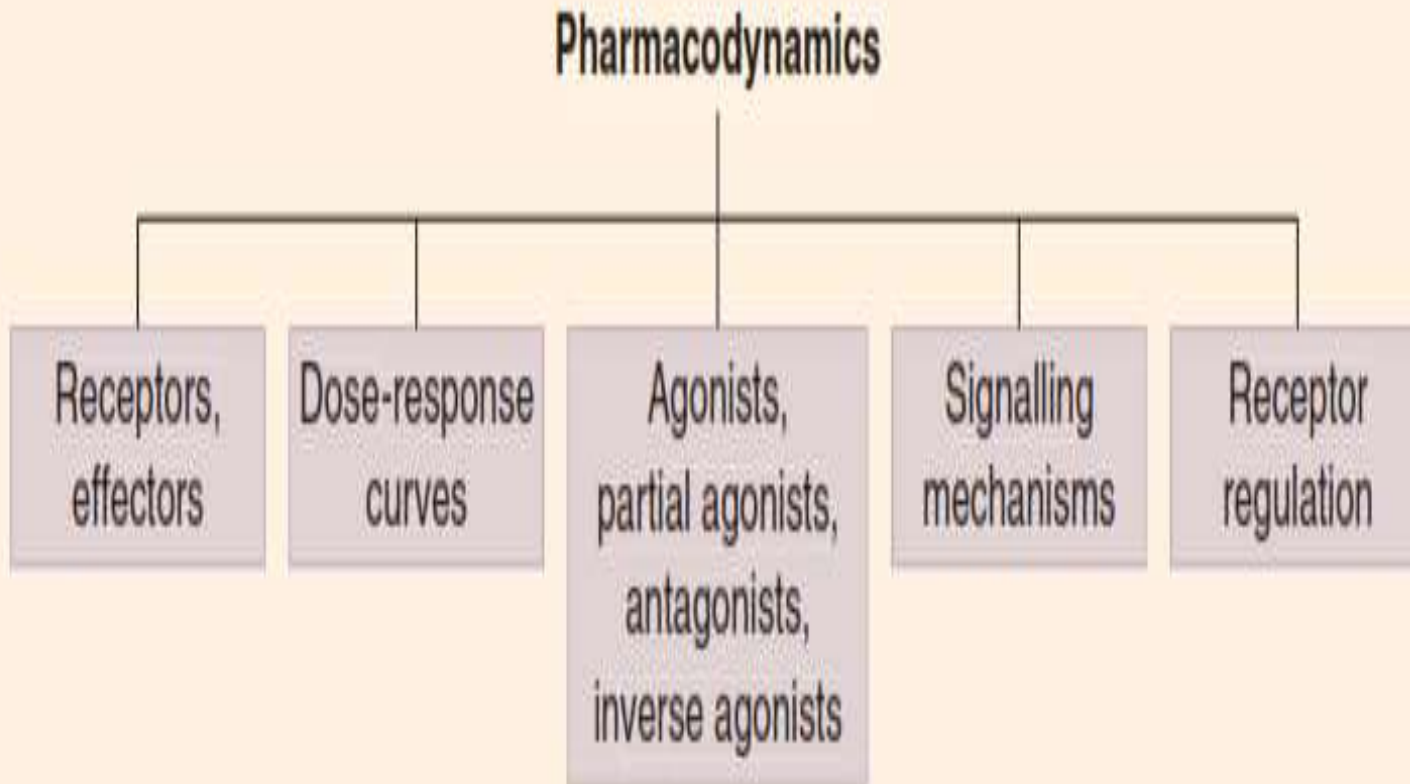 Pharmacodynamics
Receptors,
effectors
Dose-response
curves
Agonists,
partial agonists,
antagonists,
inverse agonists
Signalling
mechanisms
Receptor
regulation